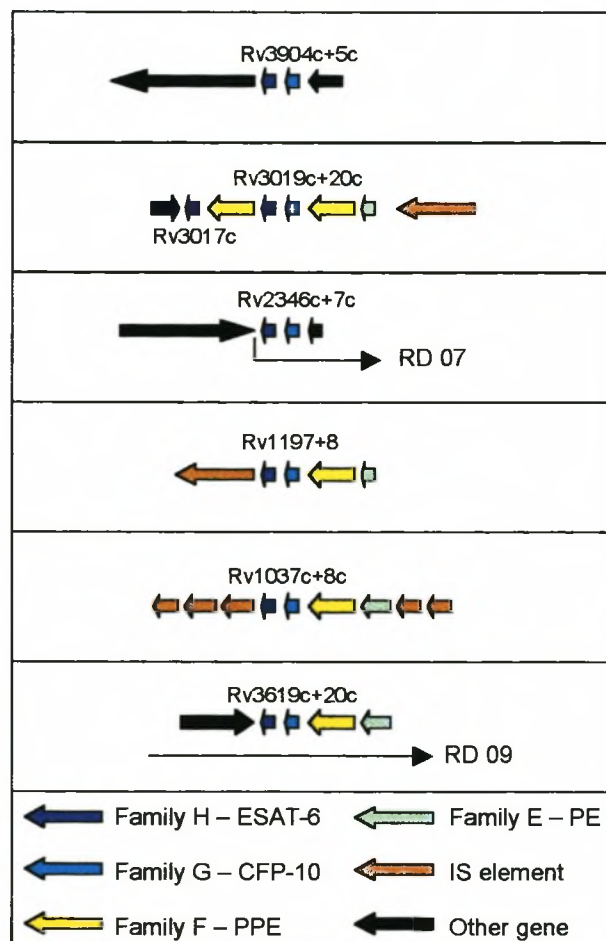 Rv3904c+5c
Rv3019c+20c
Rv3017c
Rv2346c+7c
RD 07
Rv1197+8
Rv1037c+8c
Rv3619c+20c
RD 09
Family H – ESAT-6
Family E – PE
Family G – CFP-10
IS element
Family F – PPE
Other gene